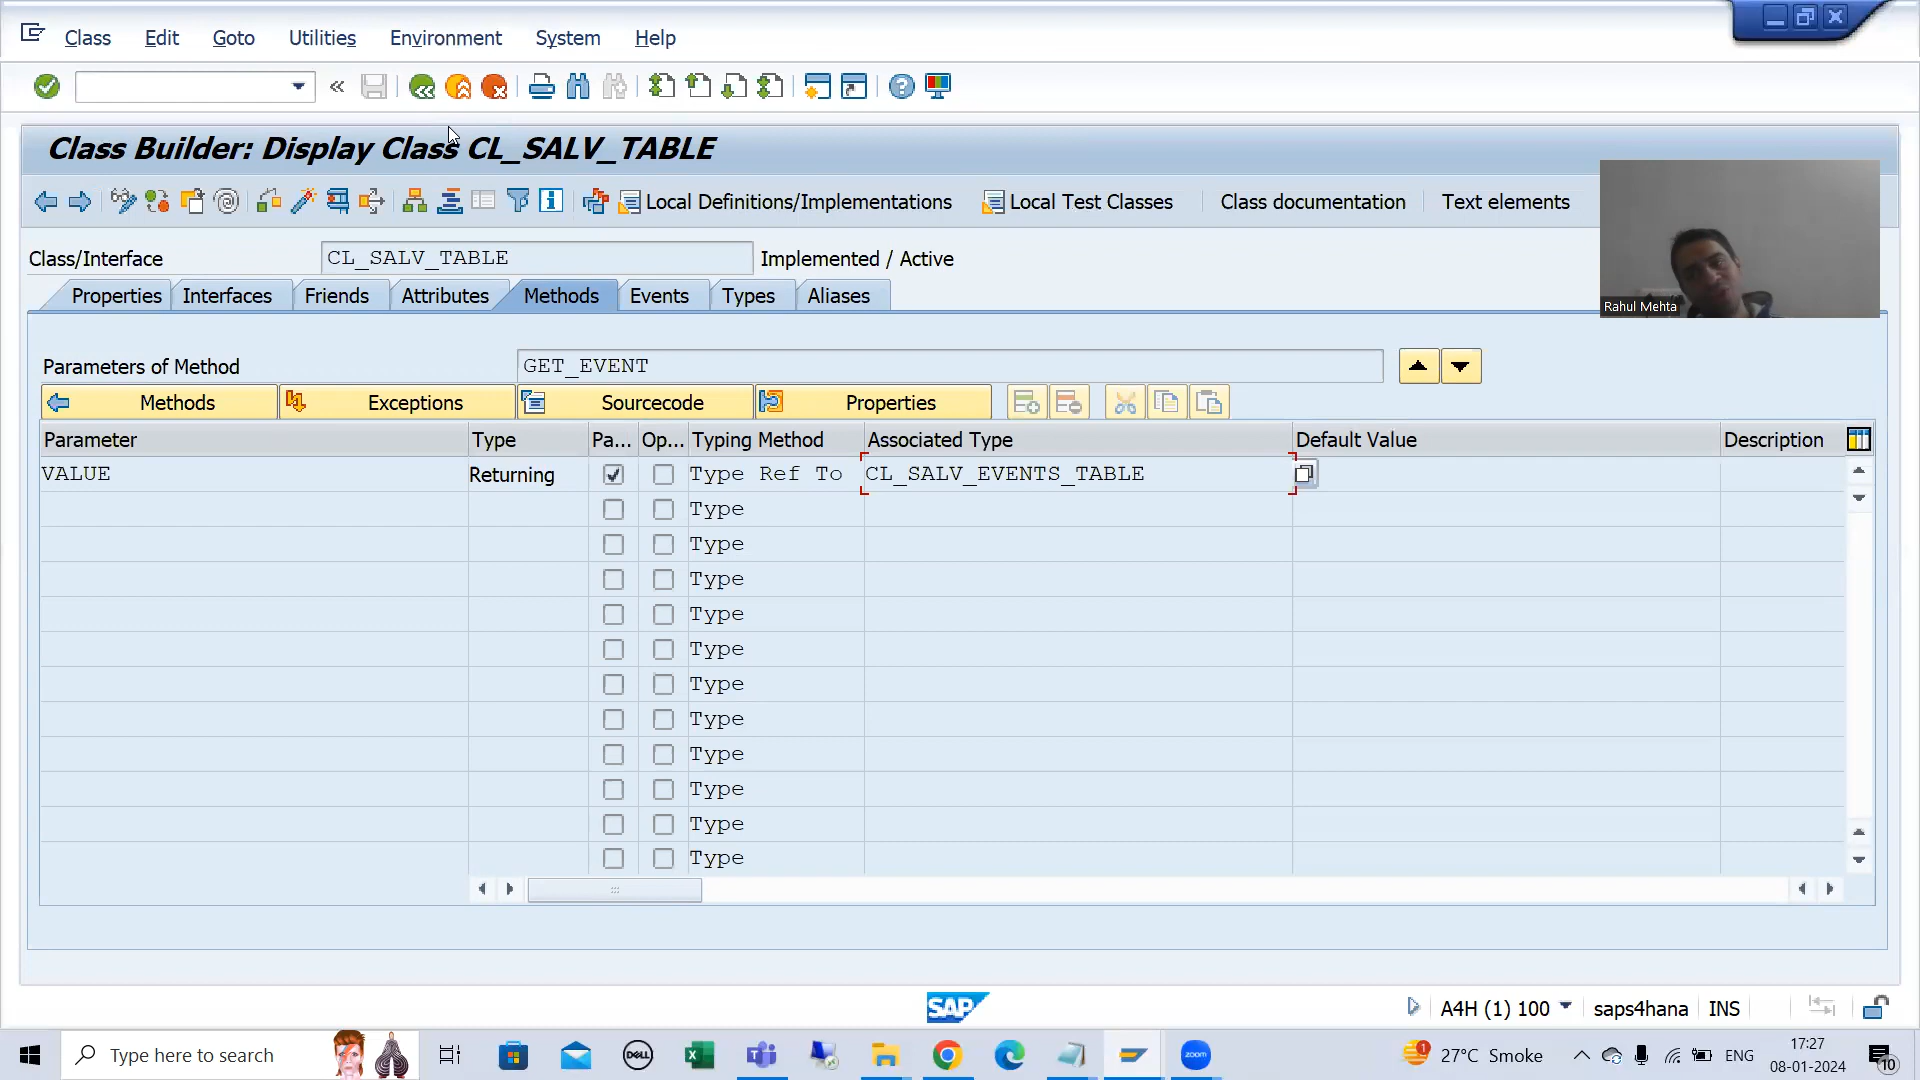 Class Edit Goto Utilities Environment System Help
Class Builder: Display Class CL_SALV_TABLE
Local Definitions/Implementations Local Test Classes Class documentation Text elements
Class/Interface CL_SALV_TABLE Implemented / Active
Properties Interfaces Friends Attributes Methods Events Types Aliases
Rahul Mehta
Parameters of Method GET_EVENT
Methods Exceptions Sourcecode Properties
Parameter Type Pa... Op... Typing Method Associated Type Default Value Description
VALUE Returning Type Ref To CL_SALV_EVENTS_TABLE
Type
Type
Type
Type
Type
Type
Type
Type
Type
Type
Type
SAP
A4H (1) 100 saps4hana INS
Type here to search
DELL
zoom
1
27°C Smoke
ENG
17:27
08-01-2024
10